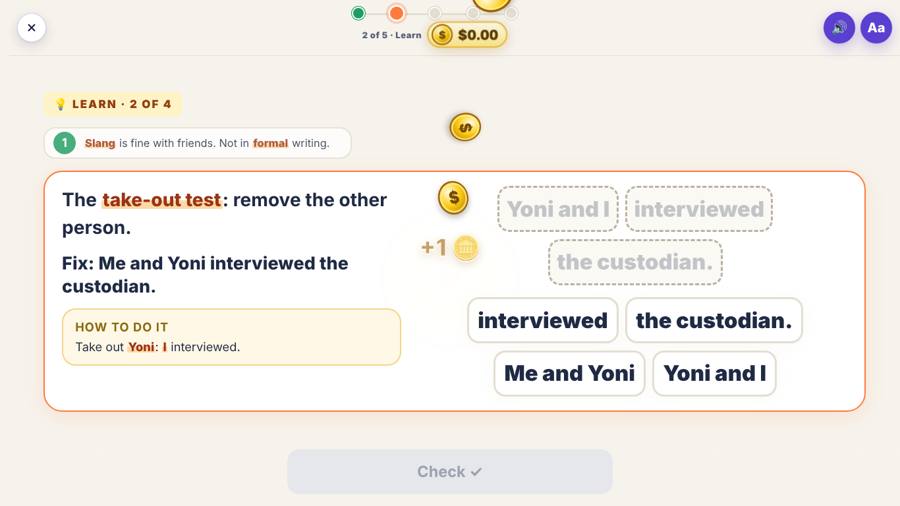 2 of 5 · Learn
$ $0.00
Aa
💡 LEARN · 2 OF 4
1 Slang is fine with friends. Not in formal writing.
The take-out test: remove the other
person.
Fix: Me and Yoni interviewed the
custodian.
HOW TO DO IT
Take out Yoni: I interviewed.
$
$
+1
Yoni and I interviewed
the custodian.
interviewed the custodian.
Me and Yoni Yoni and I
Check ✓